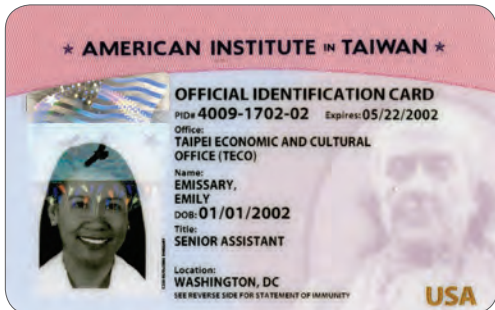 ★ AMERICAN INSTITUTE IN TAIWAN ★
OFFICIAL IDENTIFICATION CARD
PID# 4009-1702-02 Expires: 05/22/2002
Office:
TAIPEI ECONOMIC AND CULTURAL
OFFICE (TECO)
Name:
EMISSARY,
EMILY
DOB: 01/01/2002
Title:
SENIOR ASSISTANT
Location:
WASHINGTON, DC
SEE REVERSE SIDE FOR STATEMENT OF IMMUNITY
USA